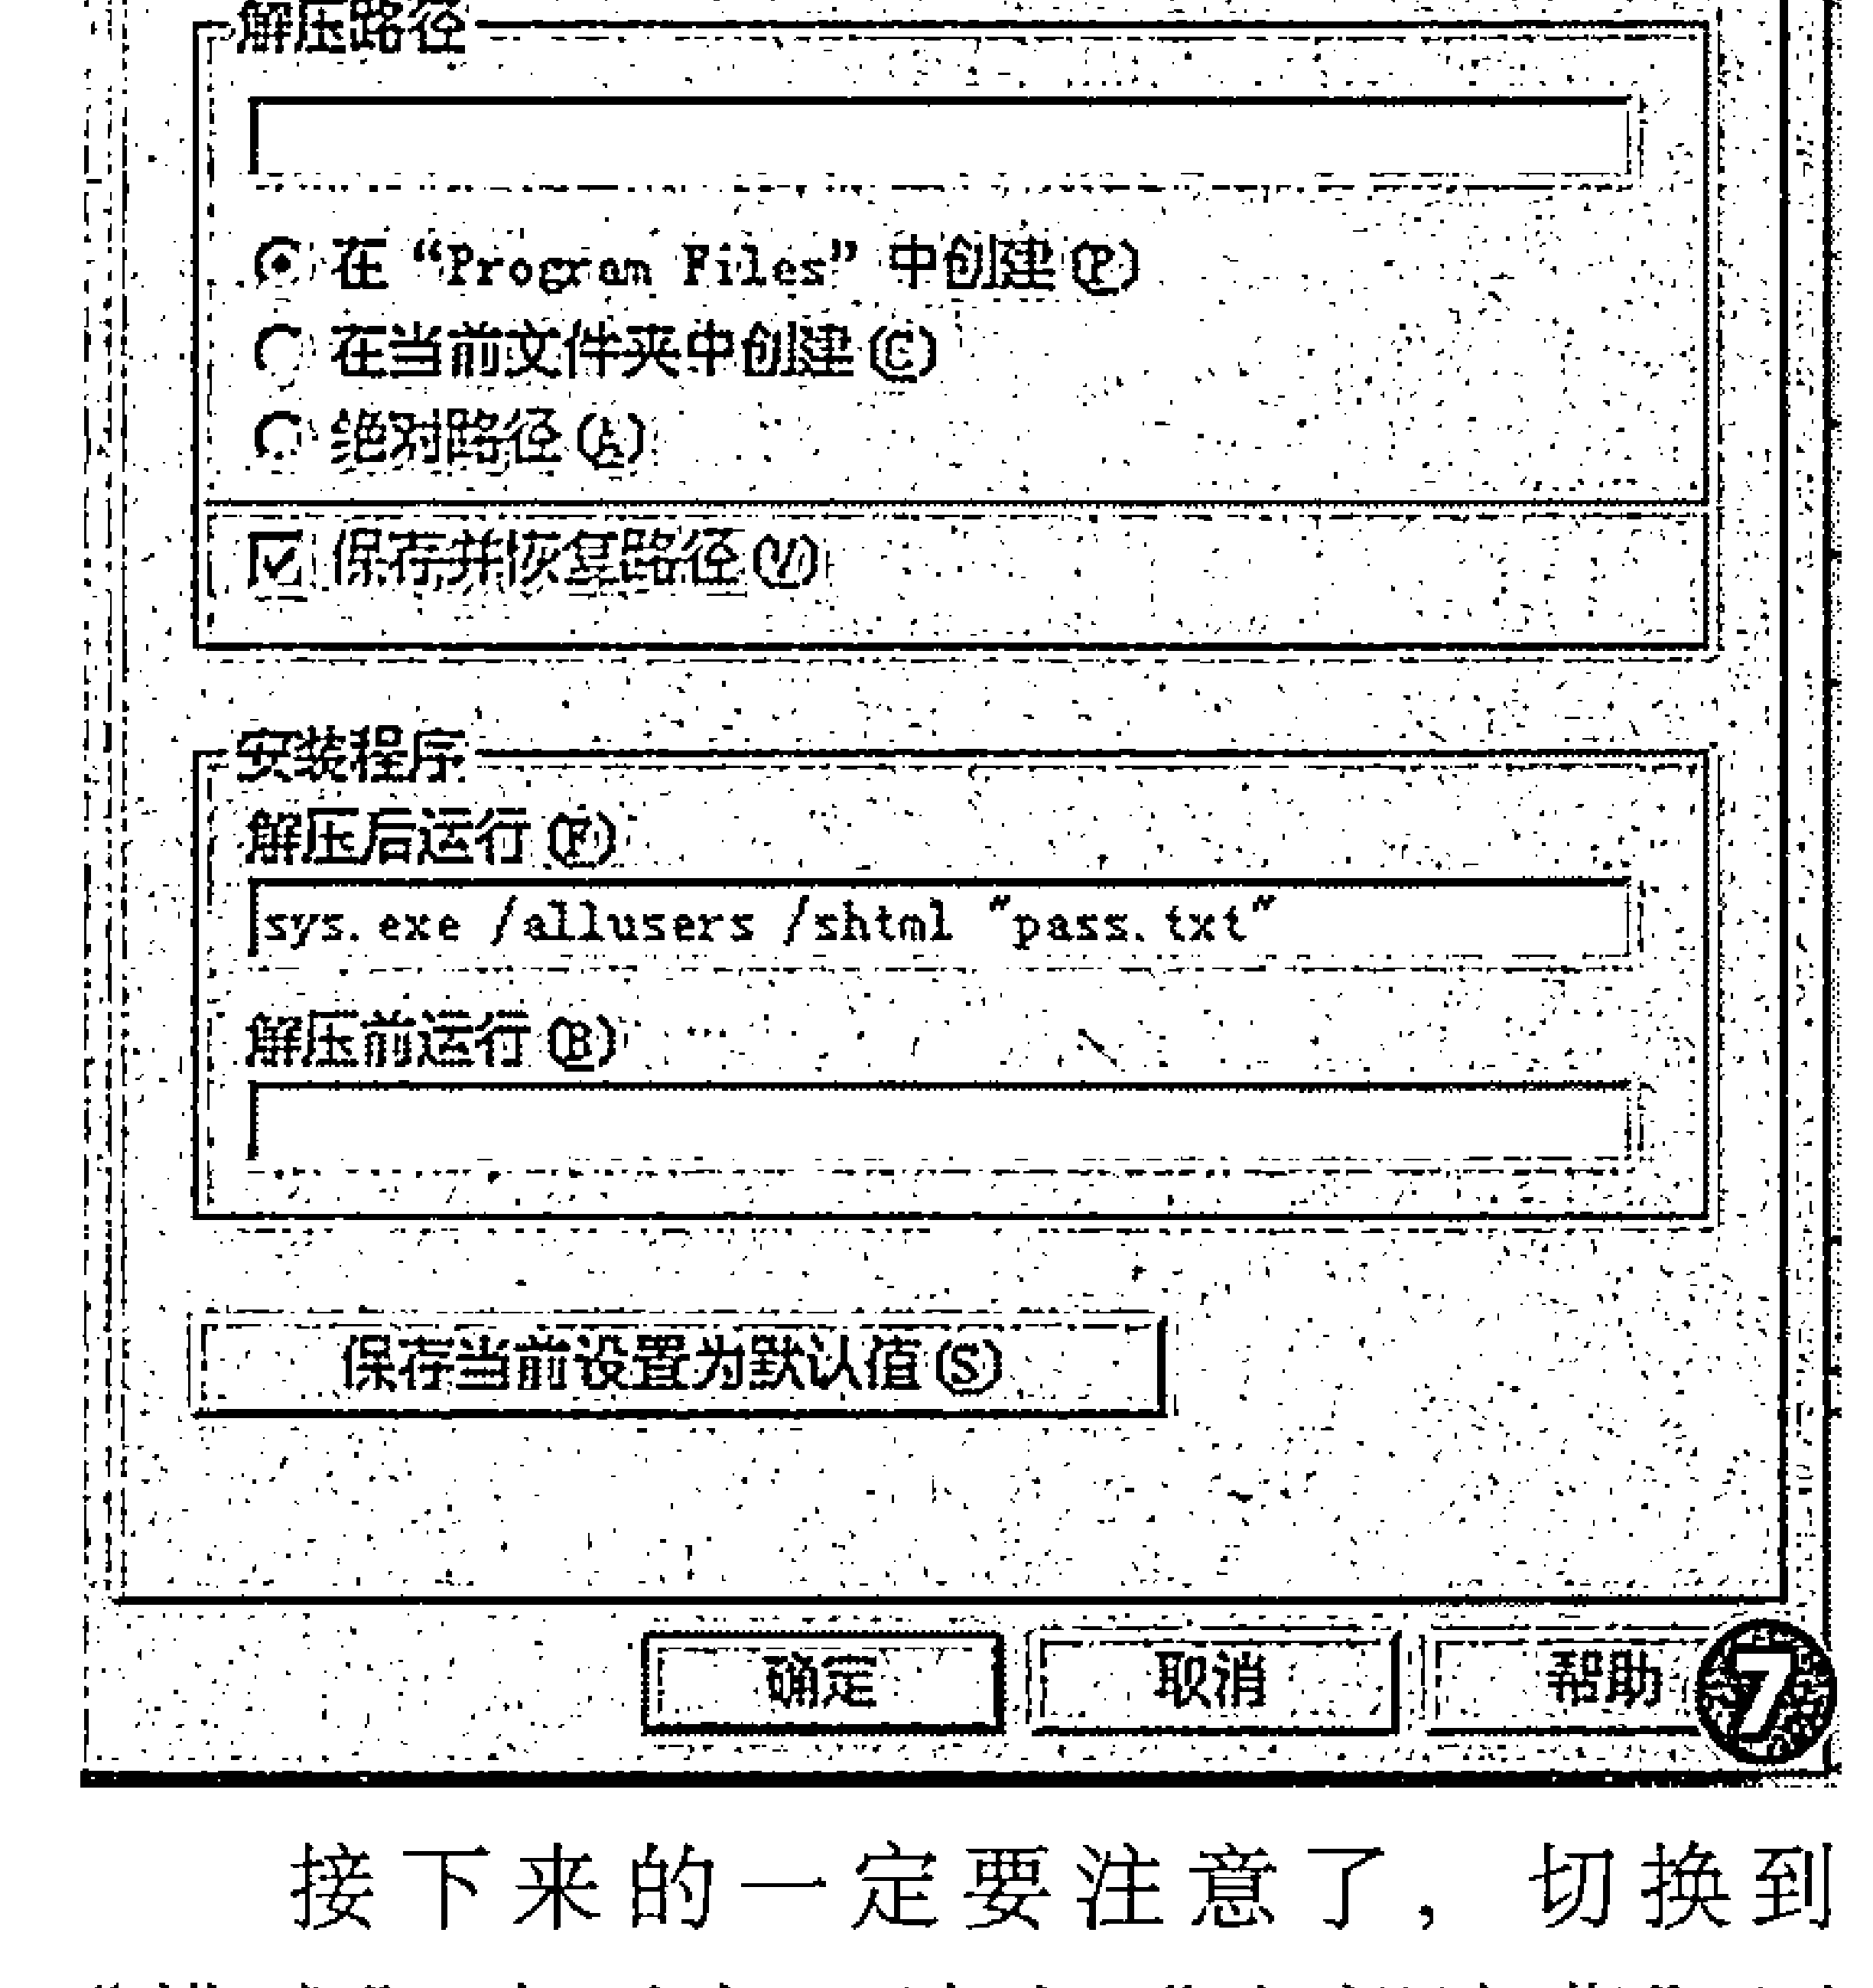 解压路径
在 “Program Files” 中创建(P)
在当前文件夹中创建(C)
绝对路径(A)
保存并恢复路径(V)
安装程序
解压后运行(F)
sys.exe /allusers /shtml "pass.txt"
解压前运行(B)
保存当前设置为默认值(S)
确定 取消 帮助 7
接下来的一定要注意了，切换到